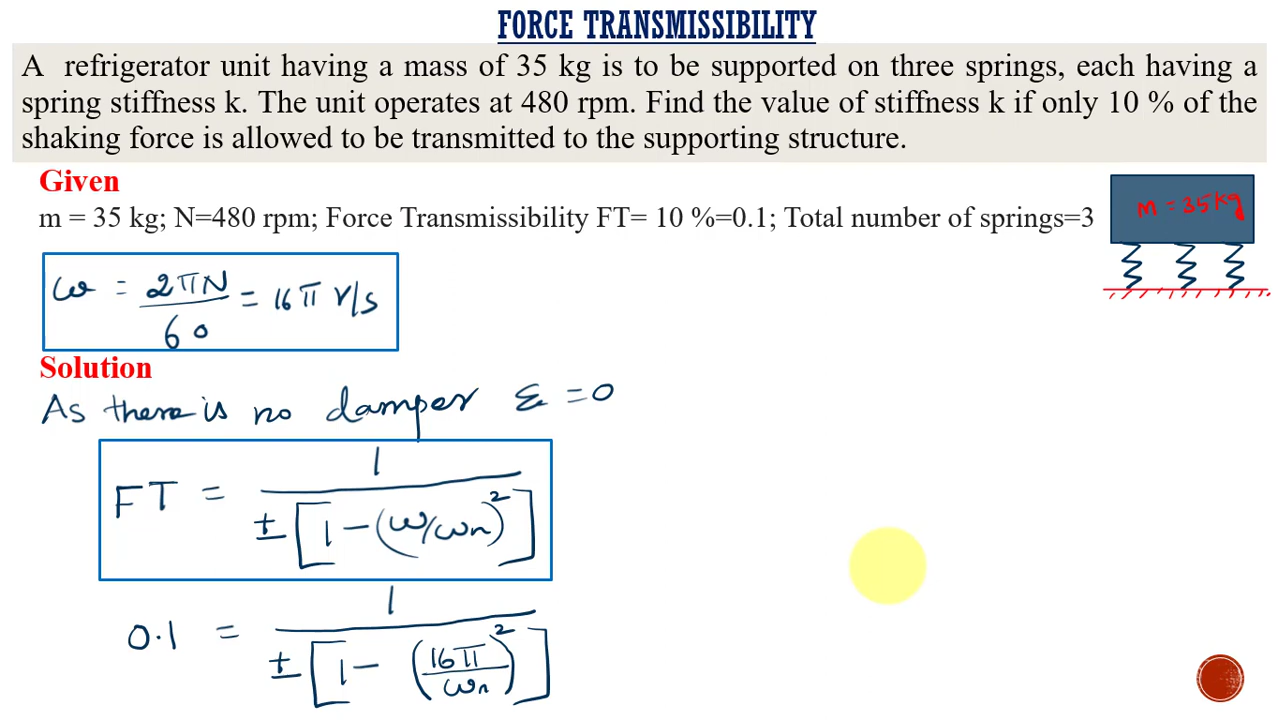 FORCE TRANSMISSIBILITY
A refrigerator unit having a mass of 35 kg is to be supported on three springs, each having a
spring stiffness k. The unit operates at 480 rpm. Find the value of stiffness k if only 10 % of the
shaking force is allowed to be transmitted to the supporting structure.
Given
m = 35 kg; N=480 rpm; Force Transmissibility FT= 10 %=0.1; Total number of springs=3
m = 35 kg
ω = 2πN/60 = 16π r/s
Solution
As there is no damper ξ = 0
FT = 1 / ±[1 − (ω/ωn)²]
0.1 = 1 / ±[1 − (16π/ωn)²]